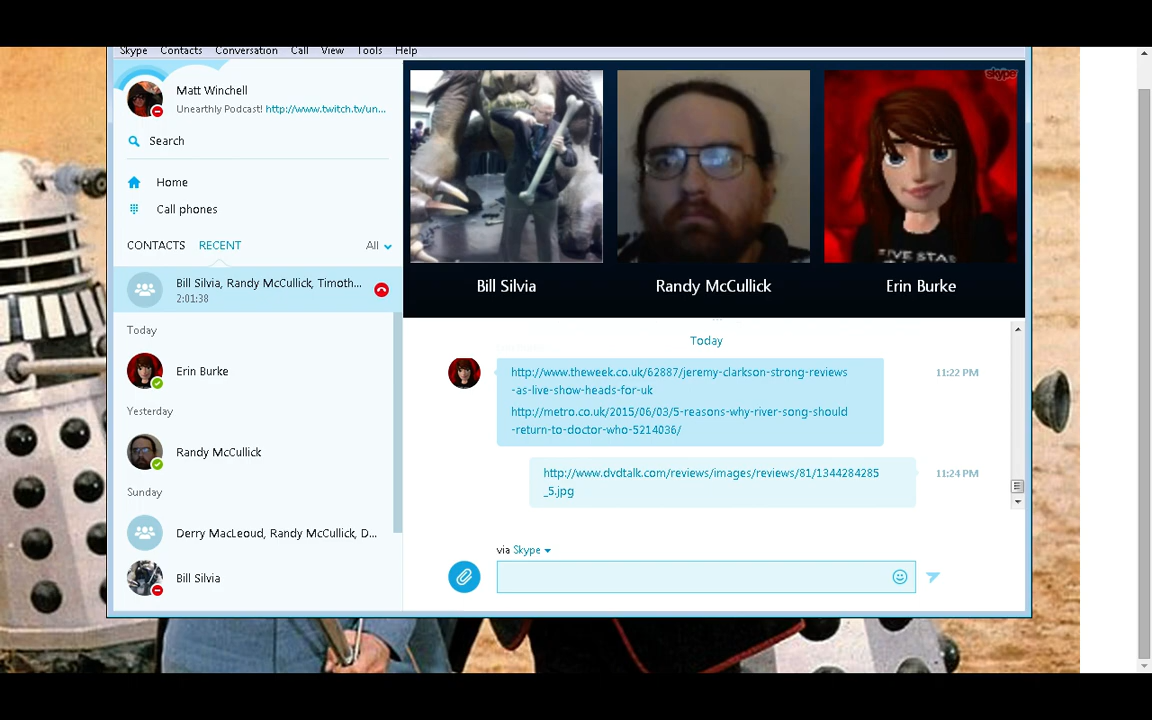 Skype Contacts Conversation Call View Tools Help
Matt Winchell
Unearthly Podcast! http://www.twitch.tv/un...
Search
Home
Call phones
CONTACTS RECENT All
Bill Silvia, Randy McCullick, Timoth...
2:01:38
Today
Erin Burke
Yesterday
Randy McCullick
Sunday
Derry MacLeoud, Randy McCullick, D...
Bill Silvia
skype
FIVE STAR
Bill Silvia Randy McCullick Erin Burke
Today
http://www.theweek.co.uk/62887/jeremy-clarkson-strong-reviews 11:22 PM
-as-live-show-heads-for-uk
http://metro.co.uk/2015/06/03/5-reasons-why-river-song-should
-return-to-doctor-who-5214036/
http://www.dvdtalk.com/reviews/images/reviews/81/1344284285 11:24 PM
_5.jpg
via Skype